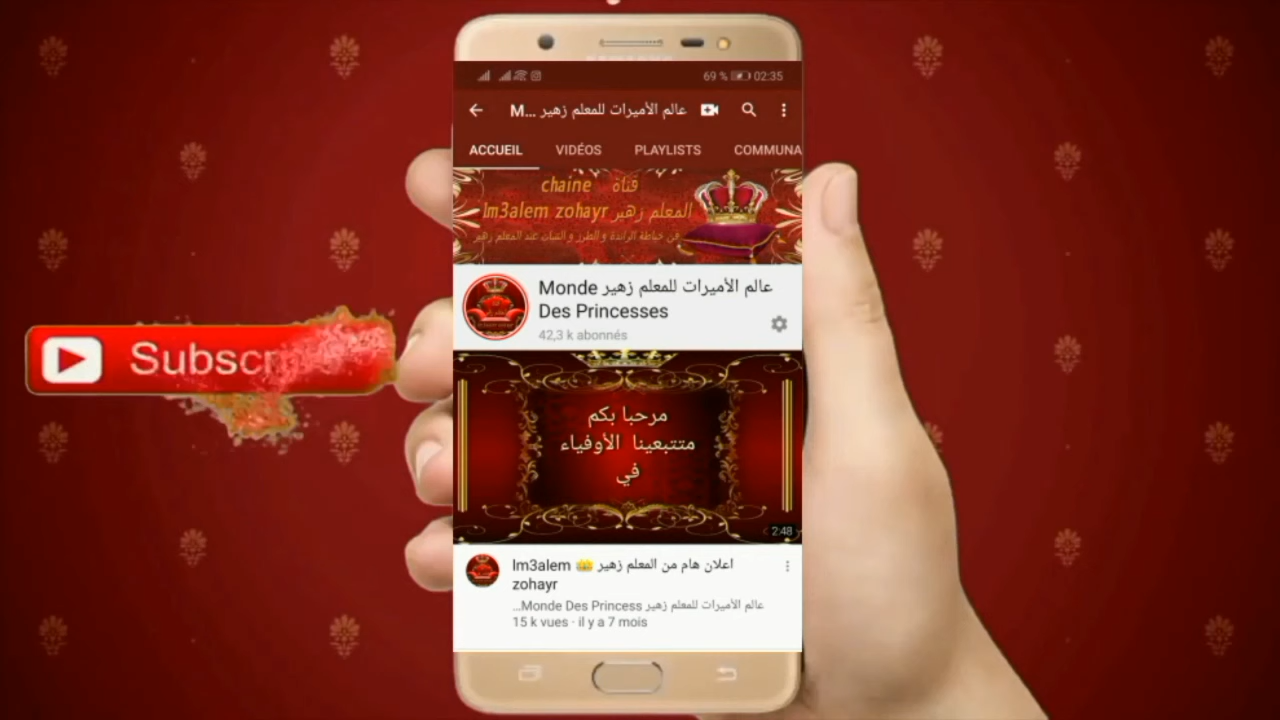 69 % 02:35
M... عالم الأميرات للمعلم زهير
ACCUEIL VIDÉOS PLAYLISTS COMMUNA
chaine قناة
lm3alem zohayr المعلم زهير
فن خياطة الراندة و الطرز و
عند المعلم زهير
Monde عالم الأميرات للمعلم زهير
Des Princesses
42,3 k abonnés
Subscr
مرحبا بكم
متتبعينا الأوفياء
في
2:48
lm3alem 👑 اعلان هام من المعلم زهير
zohayr
...Monde Des Princess عالم الأميرات للمعلم زهير
15 k vues · il y a 7 mois